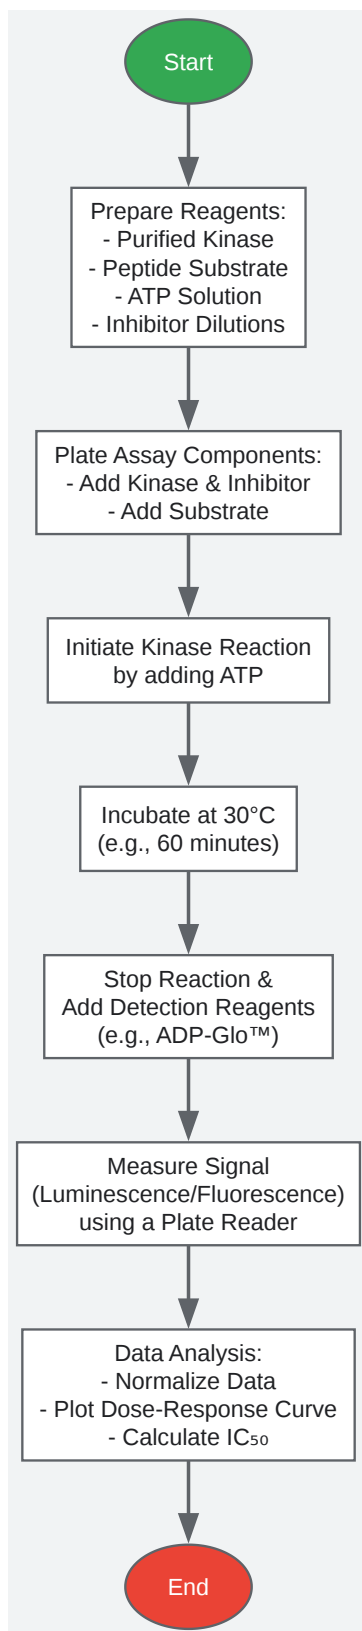 Start
Prepare Reagents:
- Purified Kinase
- Peptide Substrate
- ATP Solution
- Inhibitor Dilutions
Plate Assay Components:
- Add Kinase & Inhibitor
- Add Substrate
Initiate Kinase Reaction
by adding ATP
Incubate at 30°C
(e.g., 60 minutes)
Stop Reaction &
Add Detection Reagents
(e.g., ADP-Glo™)
Measure Signal
(Luminescence/Fluorescence)
using a Plate Reader
Data Analysis:
- Normalize Data
- Plot Dose-Response Curve
- Calculate IC₅₀
End